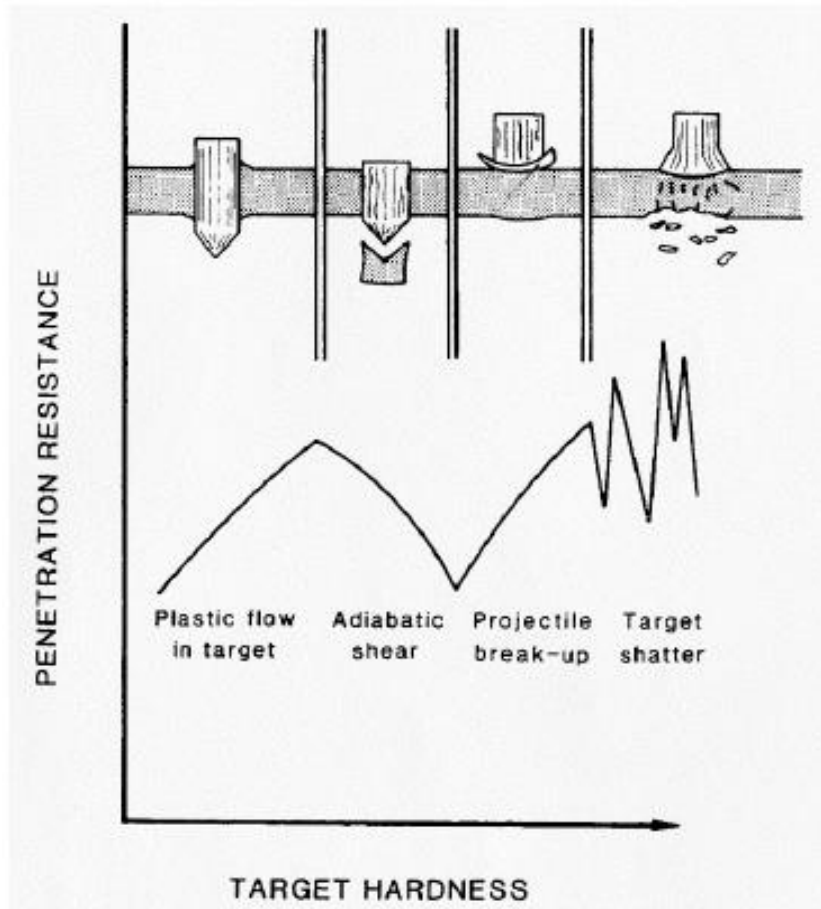 PENETRATION RESISTANCE
Plastic flow
in target
Adiabatic
shear
Projectile
break-up
Target
shatter
TARGET HARDNESS